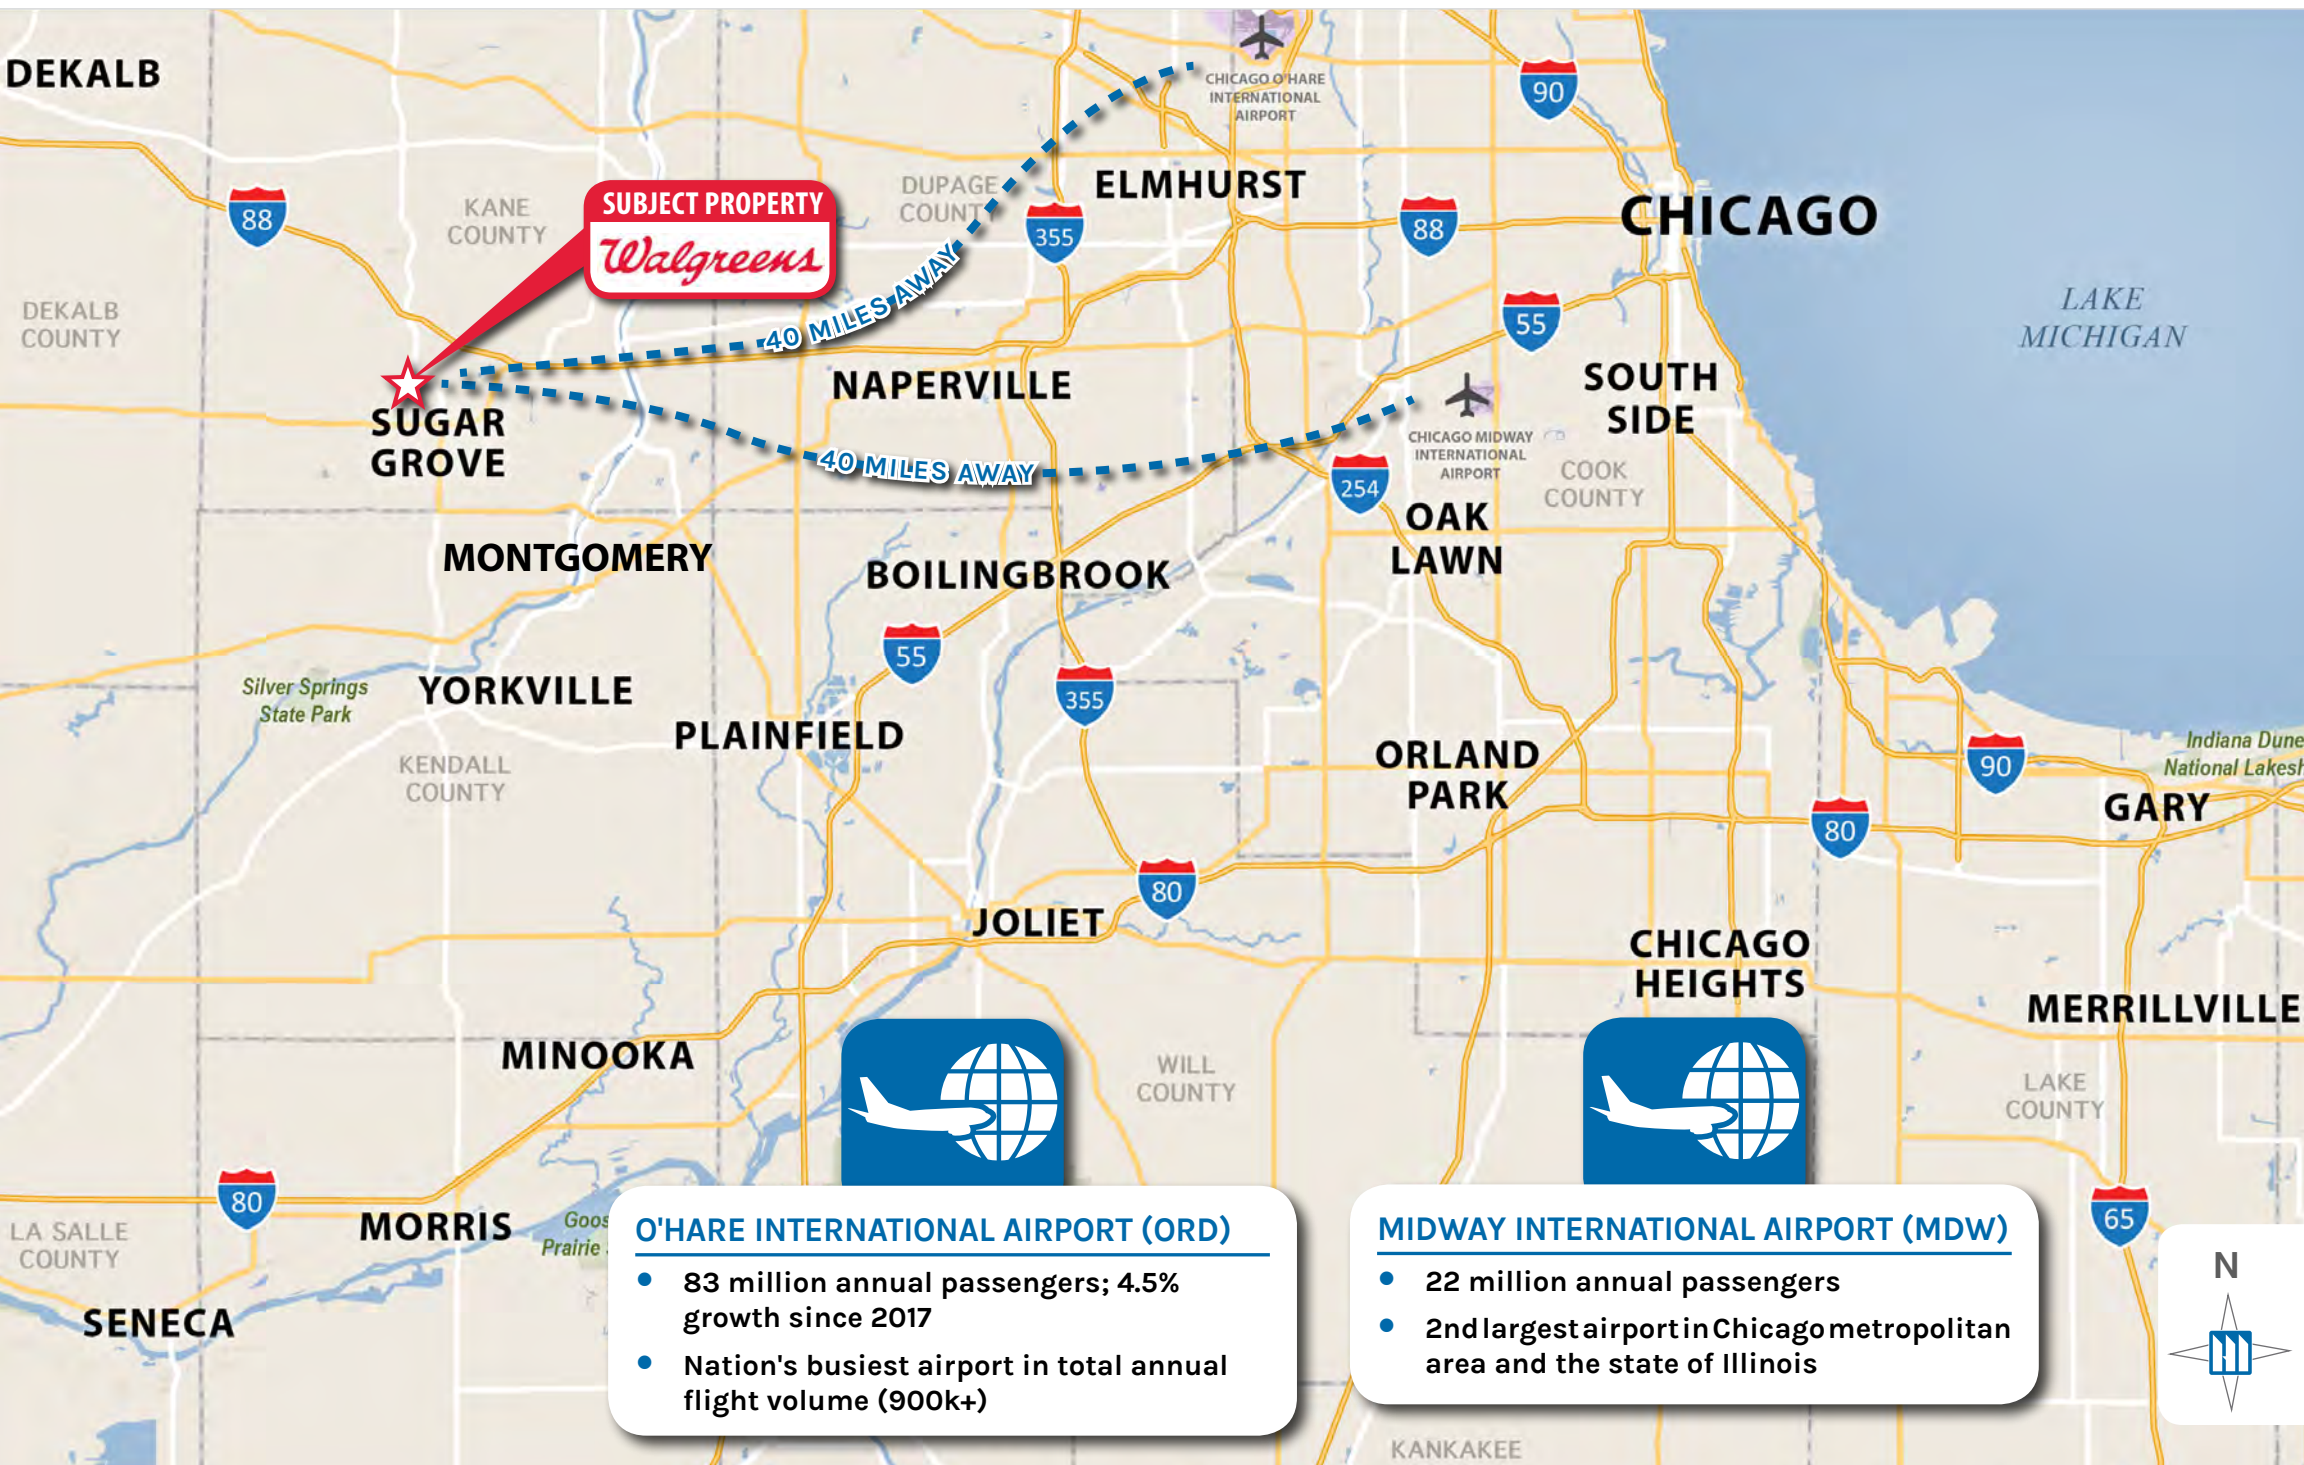 DEKALB
CHICAGO O'HARE
INTERNATIONAL
AIRPORT
90
ELMHURST
DUPAGE
COUNTY
KANE
COUNTY
88
SUBJECT PROPERTY
Walgreens
355
88
CHICAGO
LAKE
MICHIGAN
DEKALB
COUNTY
40 MILES AWAY
55
NAPERVILLE
SOUTH
SIDE
SUGAR
GROVE
40 MILES AWAY
CHICAGO MIDWAY
INTERNATIONAL
AIRPORT
COOK
COUNTY
254
OAK
LAWN
MONTGOMERY
BOILINGBROOK
55
355
Silver Springs
State Park
YORKVILLE
PLAINFIELD
KENDALL
COUNTY
ORLAND
PARK
90
Indiana Dune
National Lakesh
GARY
80
80
JOLIET
CHICAGO
HEIGHTS
MERRILLVILLE
MINOOKA
WILL
COUNTY
LAKE
COUNTY
80
65
LA SALLE
COUNTY
MORRIS
Goos
Prairie
SENECA
O'HARE INTERNATIONAL AIRPORT (ORD)
• 83 million annual passengers; 4.5%
growth since 2017
• Nation's busiest airport in total annual
flight volume (900k+)
MIDWAY INTERNATIONAL AIRPORT (MDW)
• 22 million annual passengers
• 2nd largest airport in Chicago metropolitan
area and the state of Illinois
N
KANKAKEE